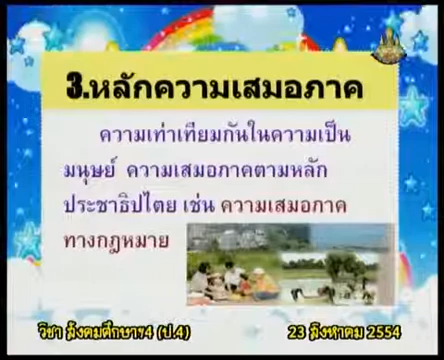 3.หลักความเสมอภาค
ความเท่าเทียมกันในความเป็น
มนุษย์ ความเสมอภาคตามหลัก
ประชาธิปไตย เช่น ความเสมอภาค
ทางกฎหมาย
วิชา สังคมศึกษาฯ4 (ป.4)
23 สิงหาคม 2554